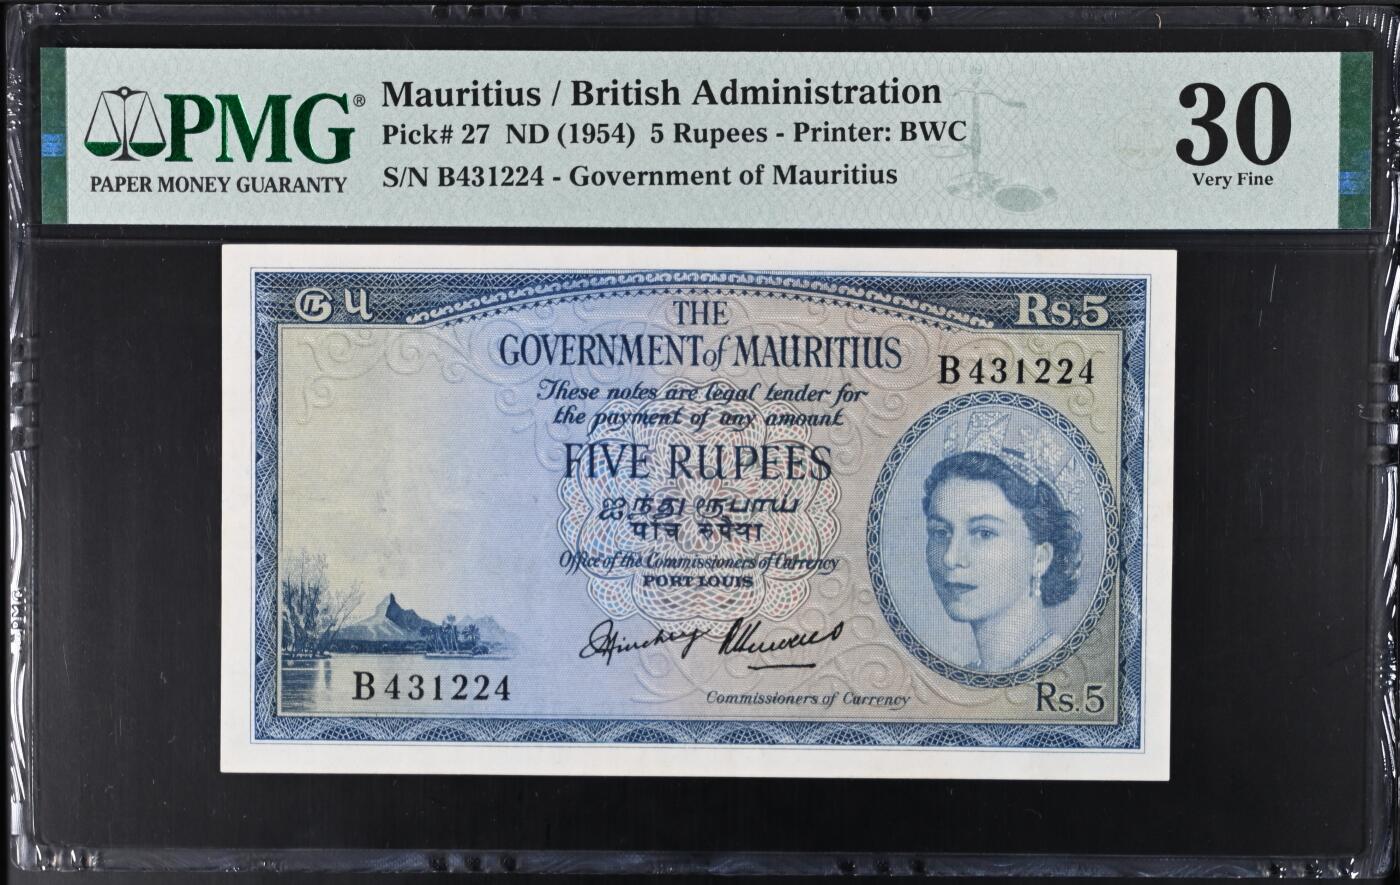 PMG®
PAPER MONEY GUARANTY
Mauritius / British Administration
Pick# 27 ND (1954) 5 Rupees - Printer: BWC
S/N B431224 - Government of Mauritius
30
Very Fine
௫ ५
Rs.5
THE
GOVERNMENT of MAURITIUS
B431224
These notes are legal tender for
the payment of any amount
FIVE RUPEES
ஐந்து ரூபாய்
पांच रुपैया
Office of the Commissioners of Currency
PORT LOUIS
B431224
Commissioners of Currency
Rs.5